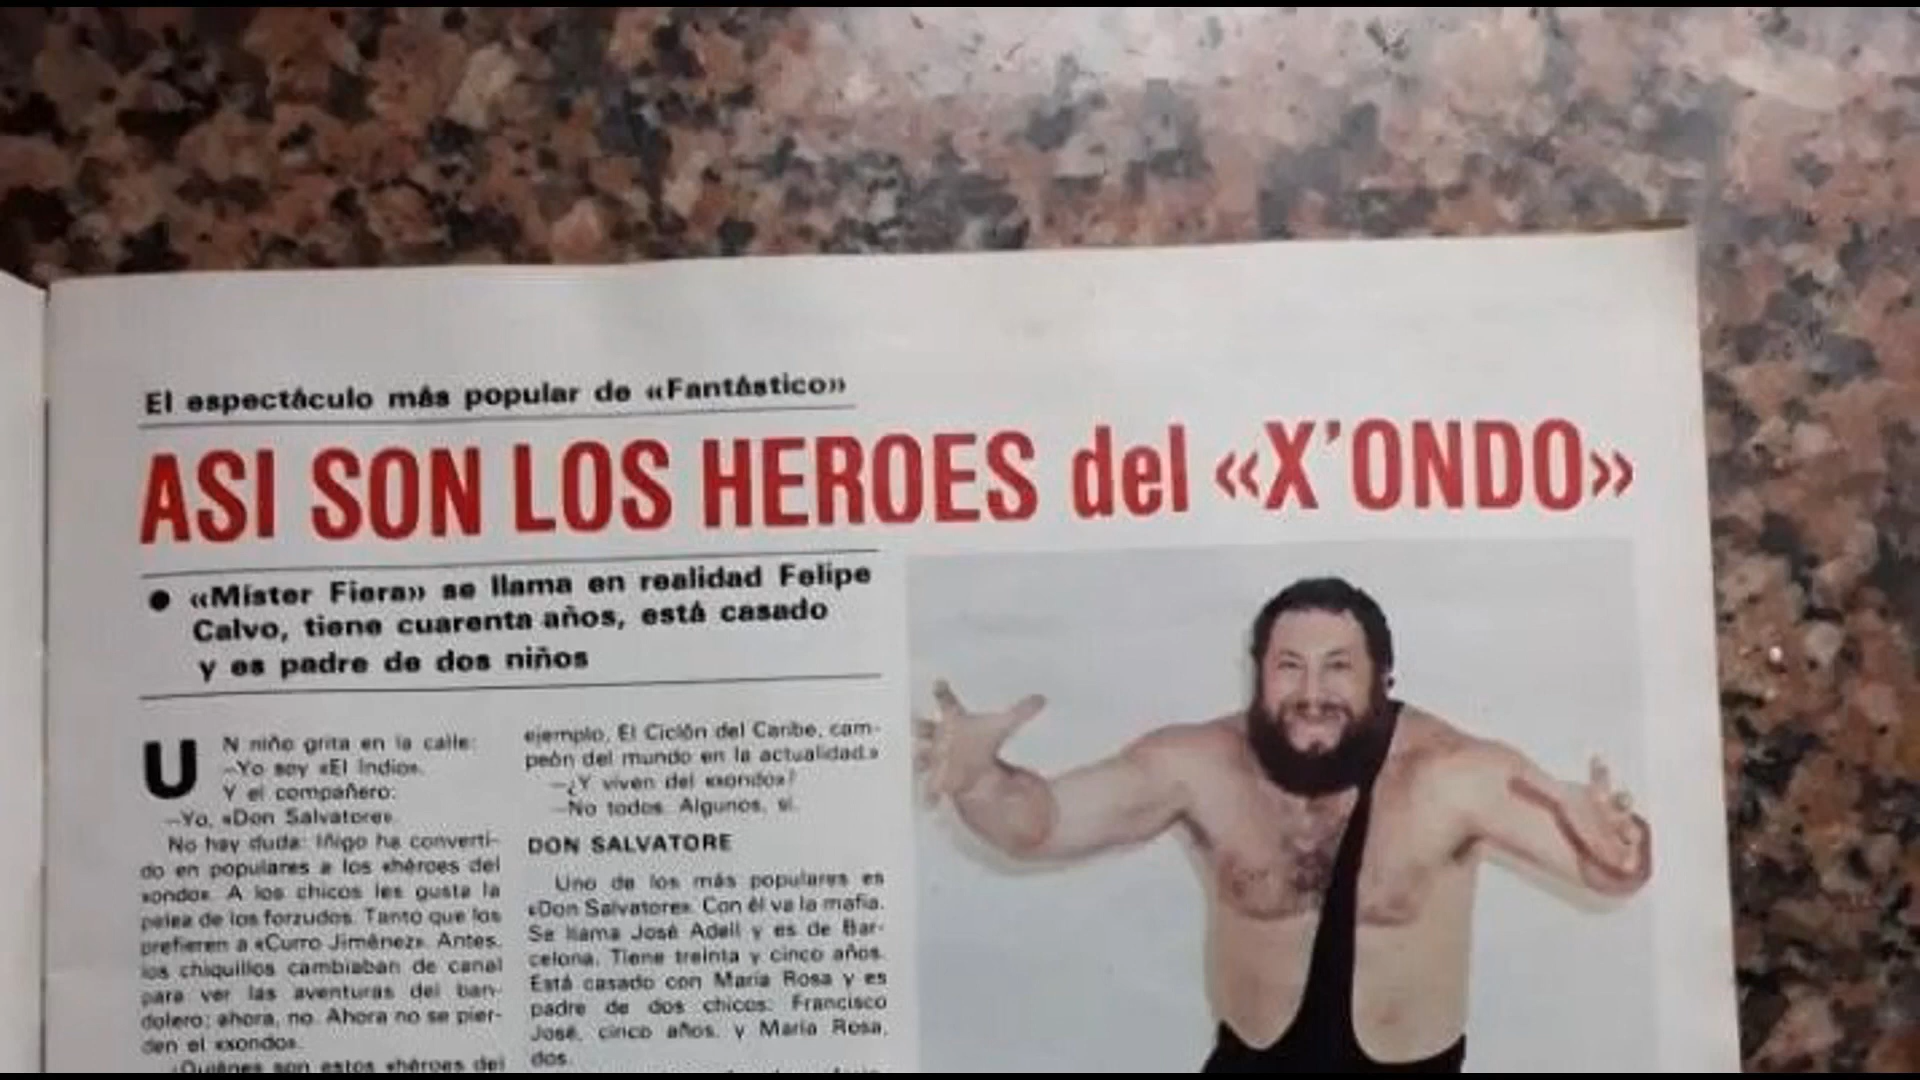 El espectáculo más popular de «Fantástico»
ASI SON LOS HEROES del «X'ONDO»
● «Míster Fiera» se llama en realidad Felipe
Calvo, tiene cuarenta años, está casado
y es padre de dos niños
UN niño grita en la calle:
—Yo soy «El Indio».
Y el compañero:
—Yo, «Don Salvatore».
No hay duda: Iñigo ha converti-
do en populares a los «héroes del
xondo». A los chicos les gusta la
pelea de los forzudos. Tanto que los
prefieren a «Curro Jiménez». Antes,
los chiquillos cambiaban de canal
para ver las aventuras del ban-
dolero; ahora, no. Ahora no se pier-
den el «xondo».
¿Quiénes son estos «héroes del
ejemplo, El Ciclón del Caribe, cam-
peón del mundo en la actualidad.»
—¿Y viven del «xondo»?
—No todos. Algunos, sí.
DON SALVATORE
Uno de los más populares es
«Don Salvatore». Con él va la mafia.
Se llama José Adell y es de Bar-
celona. Tiene treinta y cinco años.
Está casado con María Rosa y es
padre de dos chicos: Francisco
José, cinco años, y María Rosa,
dos.